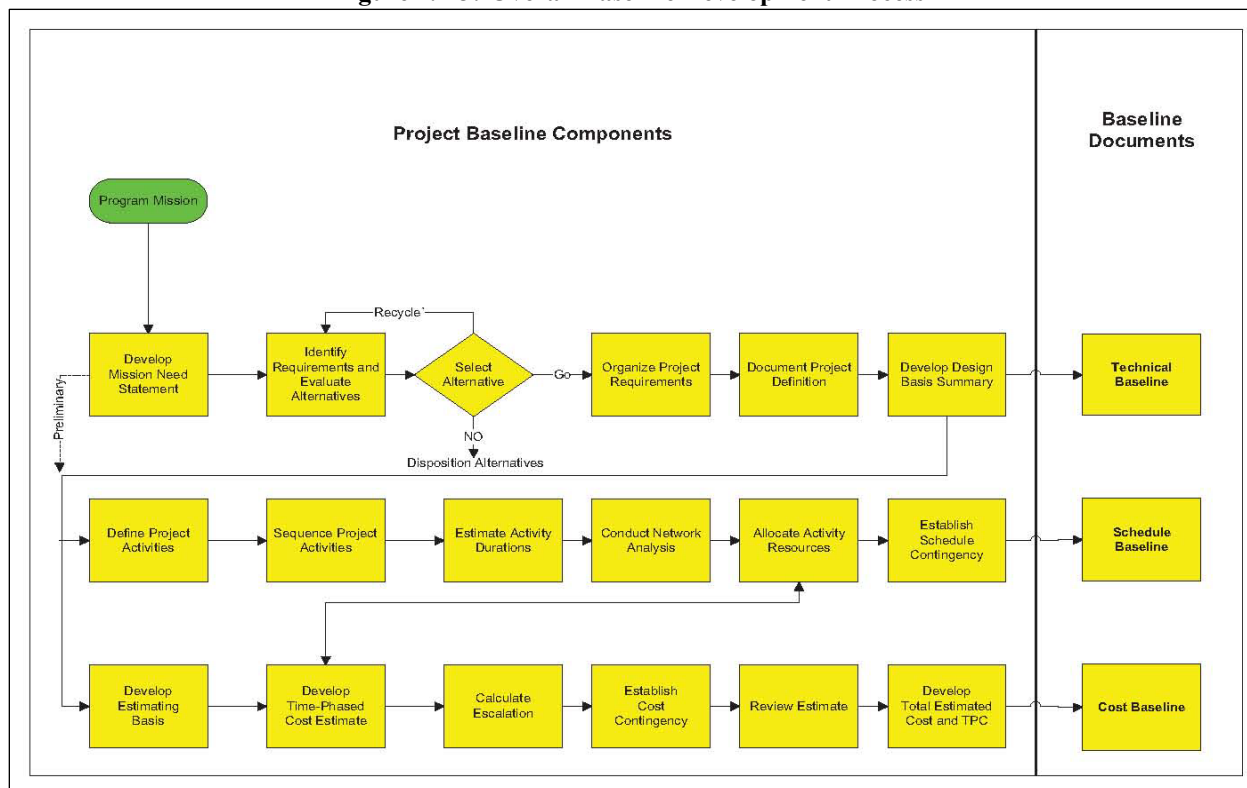 Project Baseline Components
Baseline
Documents
Program Mission
Recycle`
Develop
Mission Need
Statement
Identify
Requirements and
Evaluate
Alternatives
Select
Alternative
Go
Organize Project
Requirements
Document Project
Definition
Develop Design
Basis Summary
Technical
Baseline
Preliminary
NO
Disposition Alternatives
Define Project
Activities
Sequence Project
Activities
Estimate Activity
Durations
Conduct Network
Analysis
Allocate Activity
Resources
Establish
Schedule
Contingency
Schedule
Baseline
Develop
Estimating
Basis
Develop
Time-Phased
Cost Estimate
Calculate
Escalation
Establish
Cost
Contingency
Review Estimate
Develop
Total Estimated
Cost and TPC
Cost Baseline